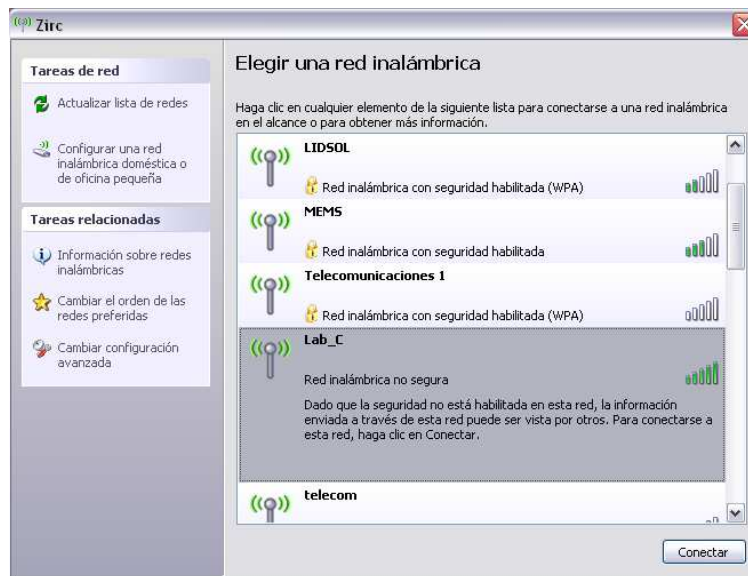 Zirc
Tareas de red
Actualizar lista de redes
Configurar una red
inalámbrica doméstica o
de oficina pequeña
Tareas relacionadas
Información sobre redes
inalámbricas
Cambiar el orden de las
redes preferidas
Cambiar configuración
avanzada
Elegir una red inalámbrica
Haga clic en cualquier elemento de la siguiente lista para conectarse a una red inalámbrica
en el alcance o para obtener más información.
LIDSOL
Red inalámbrica con seguridad habilitada (WPA)
MEMS
Red inalámbrica con seguridad habilitada
Telecomunicaciones 1
Red inalámbrica con seguridad habilitada (WPA)
Lab_C
Red inalámbrica no segura
Dado que la seguridad no está habilitada en esta red, la información
enviada a través de esta red puede ser vista por otros. Para conectarse a
esta red, haga clic en Conectar.
telecom
Conectar